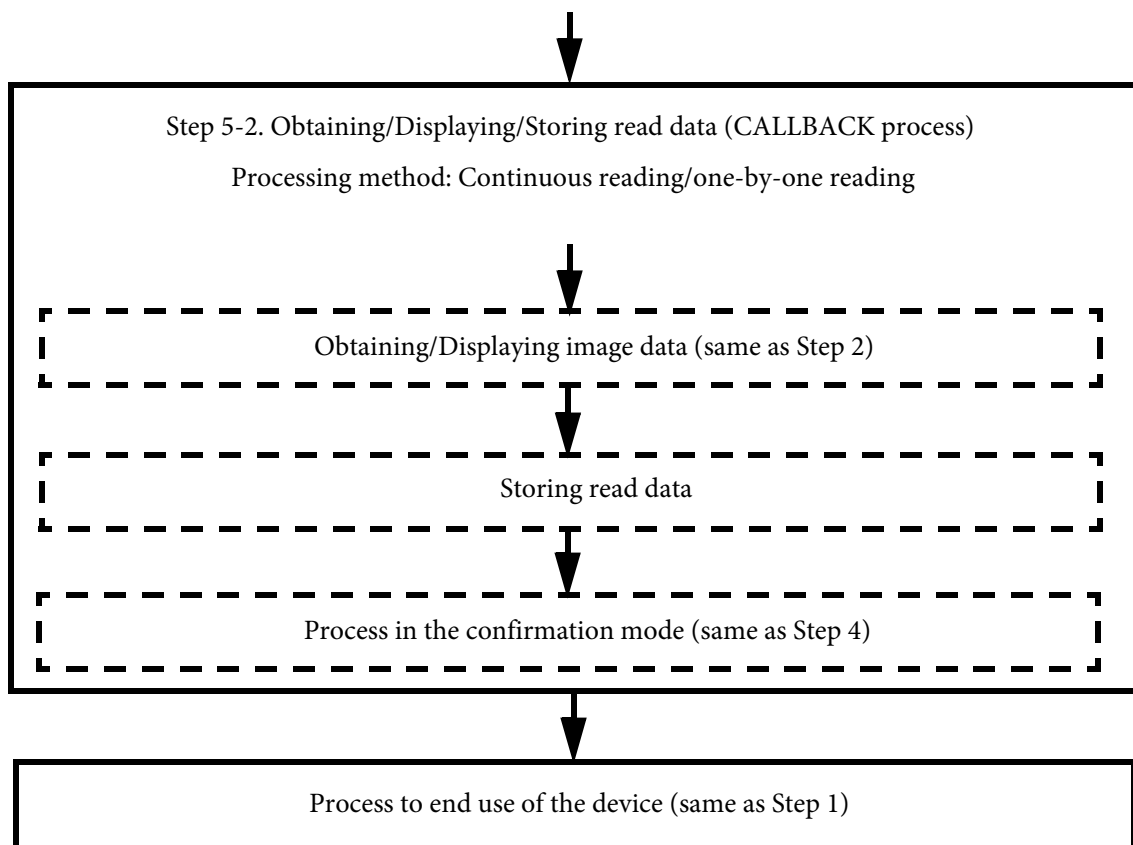 Step 5-2. Obtaining/Displaying/Storing read data (CALLBACK process)
Processing method: Continuous reading/one-by-one reading
Obtaining/Displaying image data (same as Step 2)
Storing read data
Process in the confirmation mode (same as Step 4)
Process to end use of the device (same as Step 1)